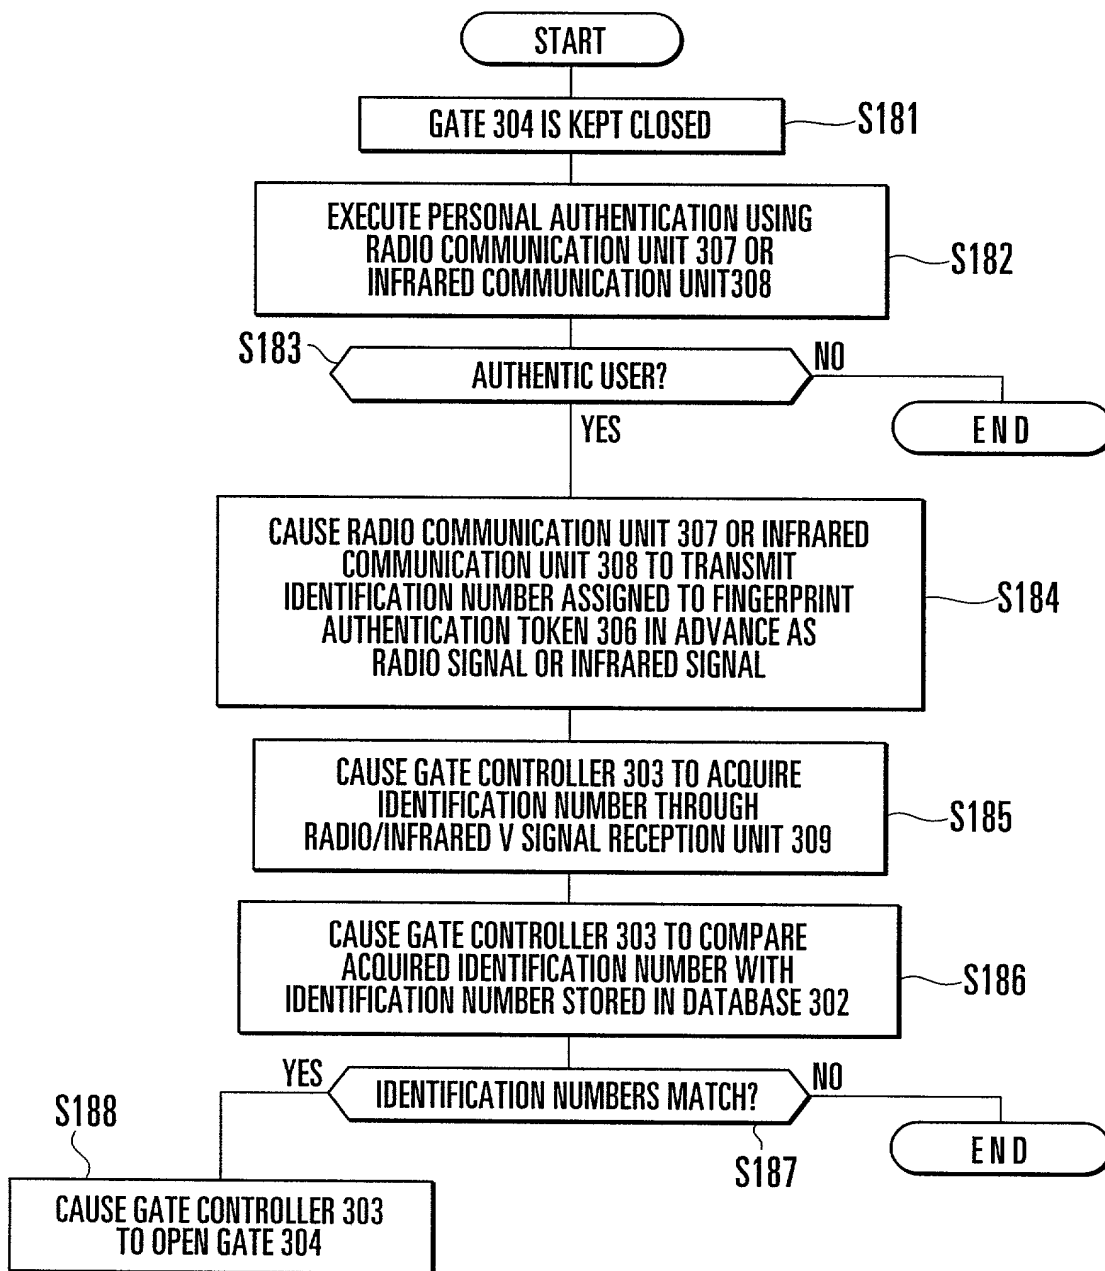 START
GATE 304 IS KEPT CLOSED
S181
EXECUTE PERSONAL AUTHENTICATION USING
RADIO COMMUNICATION UNIT 307 OR
INFRARED COMMUNICATION UNIT308
S182
S183
AUTHENTIC USER?
NO
END
YES
CAUSE RADIO COMMUNICATION UNIT 307 OR INFRARED
COMMUNICATION UNIT 308 TO TRANSMIT
IDENTIFICATION NUMBER ASSIGNED TO FINGERPRINT
AUTHENTICATION TOKEN 306 IN ADVANCE AS
RADIO SIGNAL OR INFRARED SIGNAL
S184
CAUSE GATE CONTROLLER 303 TO ACQUIRE
IDENTIFICATION NUMBER THROUGH
RADIO/INFRARED V SIGNAL RECEPTION UNIT 309
S185
CAUSE GATE CONTROLLER 303 TO COMPARE
ACQUIRED IDENTIFICATION NUMBER WITH
IDENTIFICATION NUMBER STORED IN DATABASE 302
S186
YES
IDENTIFICATION NUMBERS MATCH?
NO
S187
END
S188
CAUSE GATE CONTROLLER 303
TO OPEN GATE 304